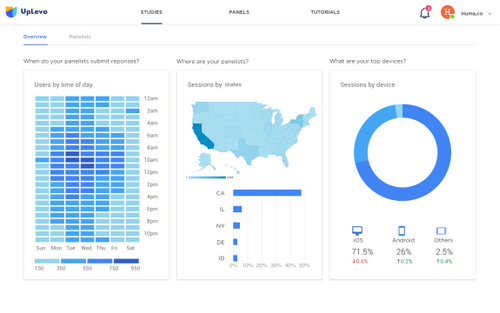 UpLevo
STUDIES
PANELS
TUTORIALS
H
Huma,co
Overview
Panelists
When do your panelists submit reponses?
Where are your panelists?
What are your top devices?
Users by time of day
12am
2am
4am
6am
8am
10am
12pm
2pm
4pm
6pm
8pm
10pm
Sun Mon Tue Wed Thu Fri Sat
150 350 550 750 950
Sessions by states
CA
IL
NY
DE
ID
0% 10% 20% 30% 40% 50%
Sessions by device
iOS Android Others
71.5% 26% 2.5%
↓0.6% ↑0.2% ↑0.4%